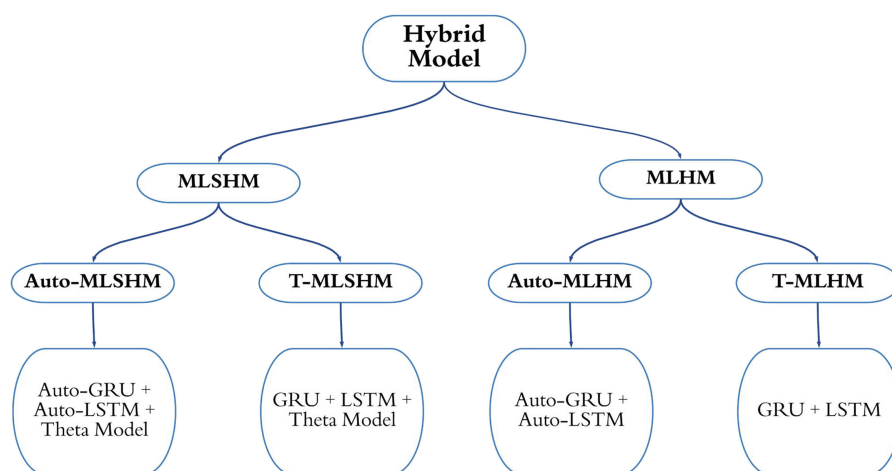 Hybrid
Model
MLSHM
MLHM
Auto-MLSHM
T-MLSHM
Auto-MLHM
T-MLHM
Auto-GRU +
Auto-LSTM +
Theta Model
GRU + LSTM +
Theta Model
Auto-GRU +
Auto-LSTM
GRU + LSTM